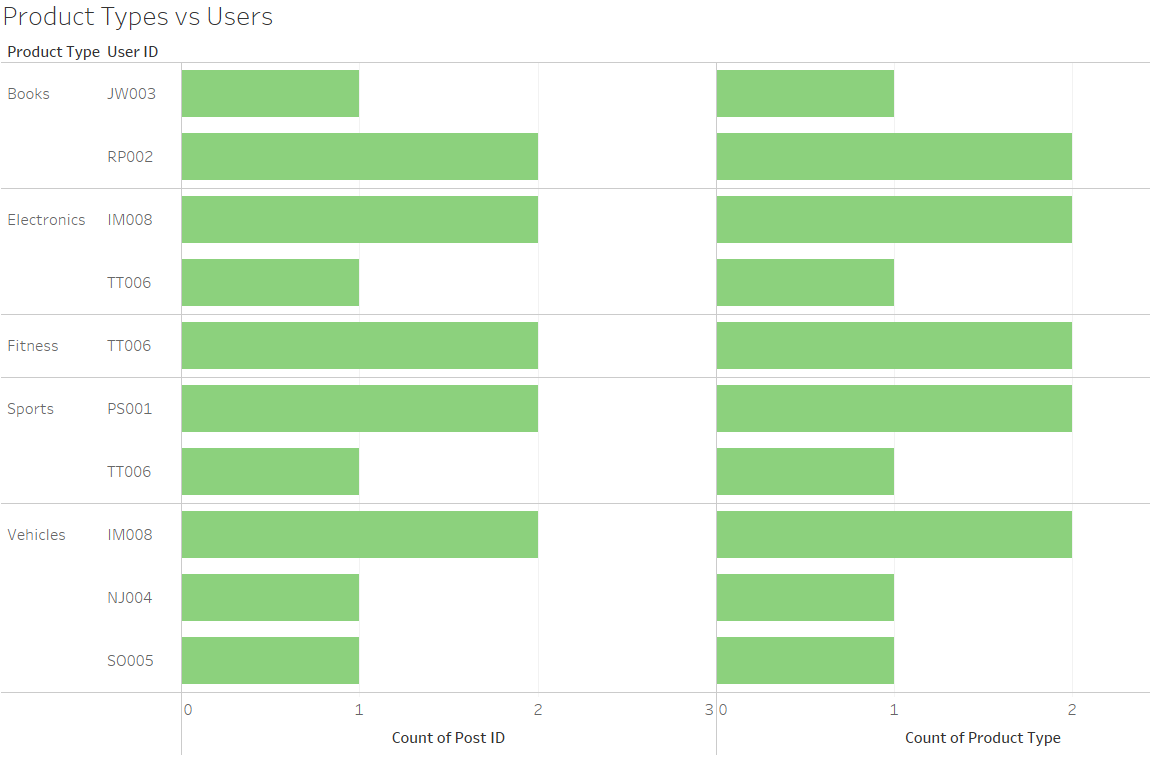 Product Types vs Users
Product Type User ID
Books JW003
RP002
Electronics IM008
TT006
Fitness TT006
Sports PS001
TT006
Vehicles IM008
NJ004
SO005
0 1 2 3 0 1 2
Count of Post ID Count of Product Type